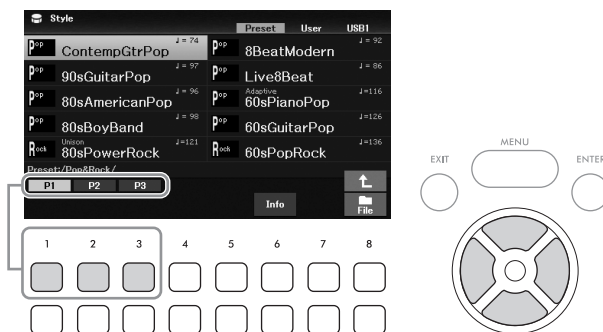 Style
Preset User USB1
Pop ContempGtrPop ♩= 74
Pop 8BeatModern ♩= 92
Pop 90sGuitarPop ♩= 97
Pop Live8Beat ♩= 86
Pop 80sAmericanPop ♩= 96
Pop Adaptive 60sPianoPop ♩=116
Pop 80sBoyBand ♩= 98
Pop 60sGuitarPop ♩=126
Rock Unison 80sPowerRock ♩=121
Rock 60sPopRock ♩=136
Preset:/Pop&Rock/
P1 P2 P3
Info
File
EXIT MENU ENTER
1 2 3 4 5 6 7 8